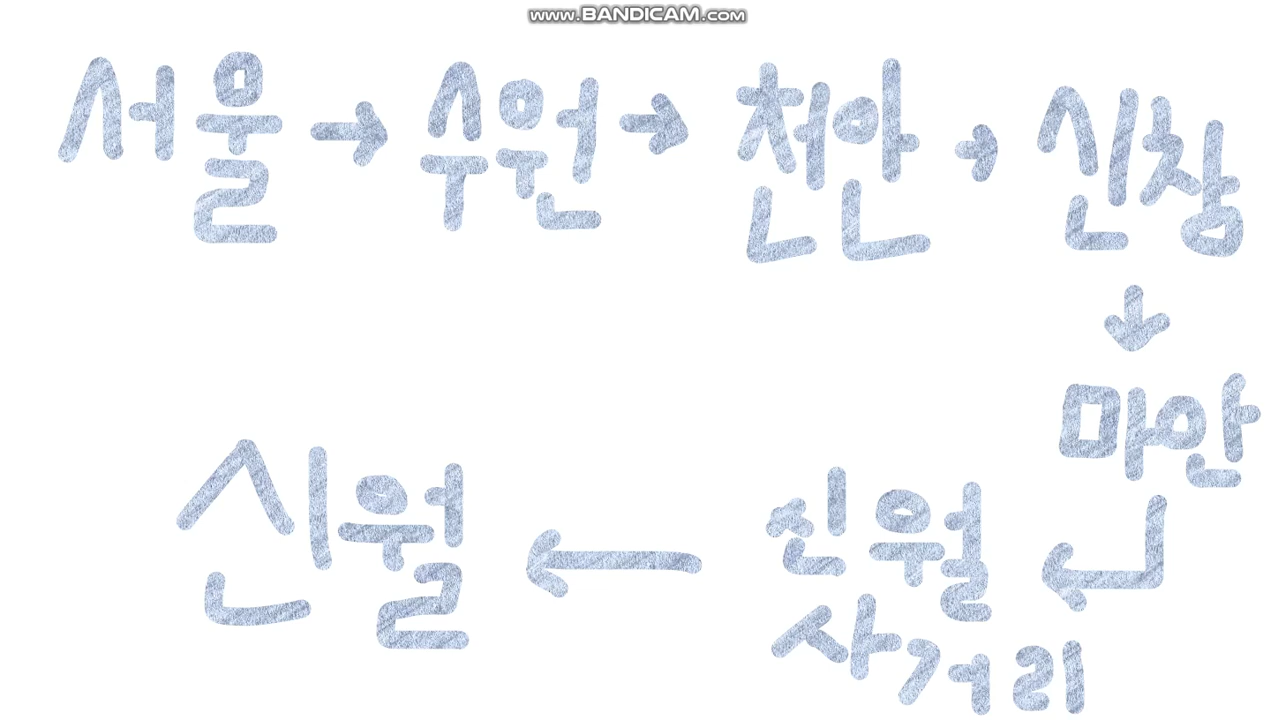 www.BANDICAM.com
서울 → 수원 → 천안 → 신창
↓
마안
신월 ← 신월
사거리